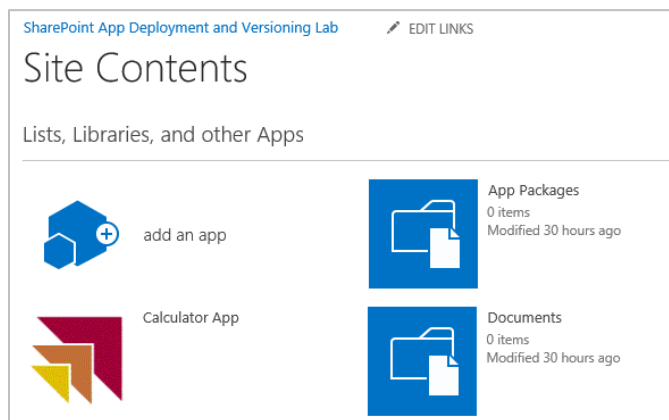 SharePoint App Deployment and Versioning Lab
EDIT LINKS
Site Contents
Lists, Libraries, and other Apps
add an app
App Packages
0 items
Modified 30 hours ago
Calculator App
Documents
0 items
Modified 30 hours ago